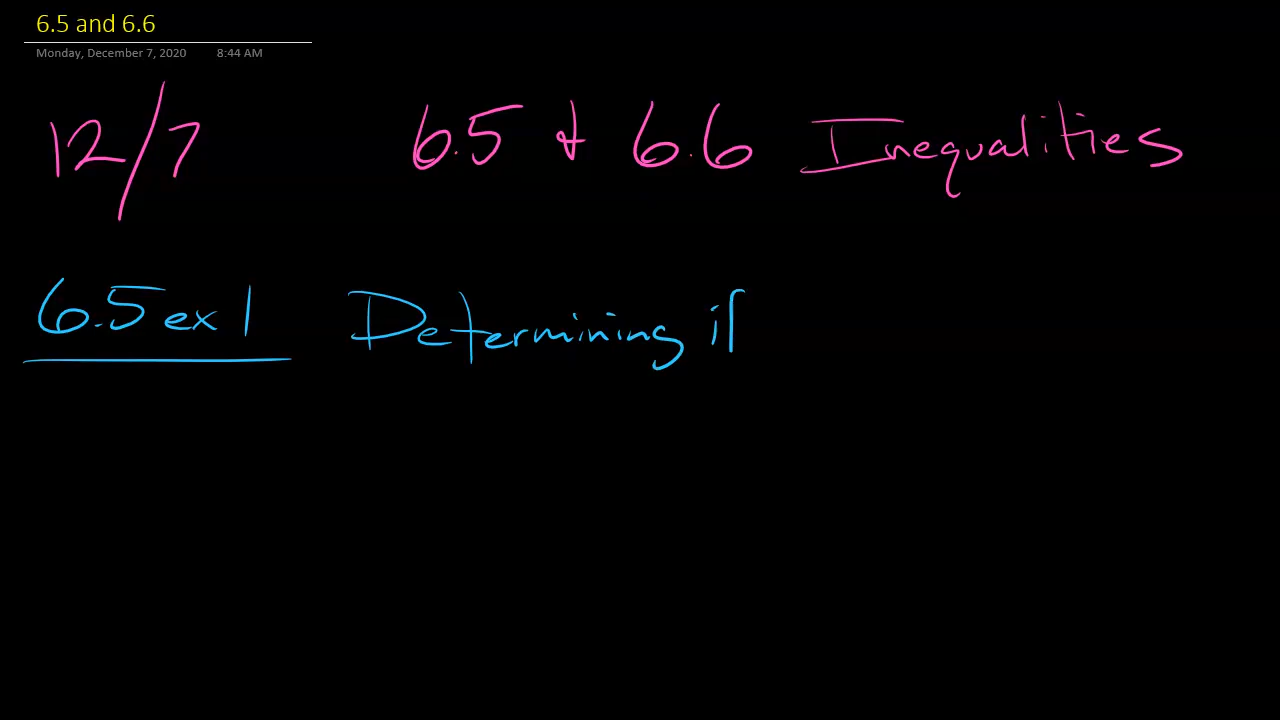 6.5 and 6.6
Monday, December 7, 2020 8:44 AM
12/7 6.5 & 6.6 Inequalities
6.5 ex 1 Determining if